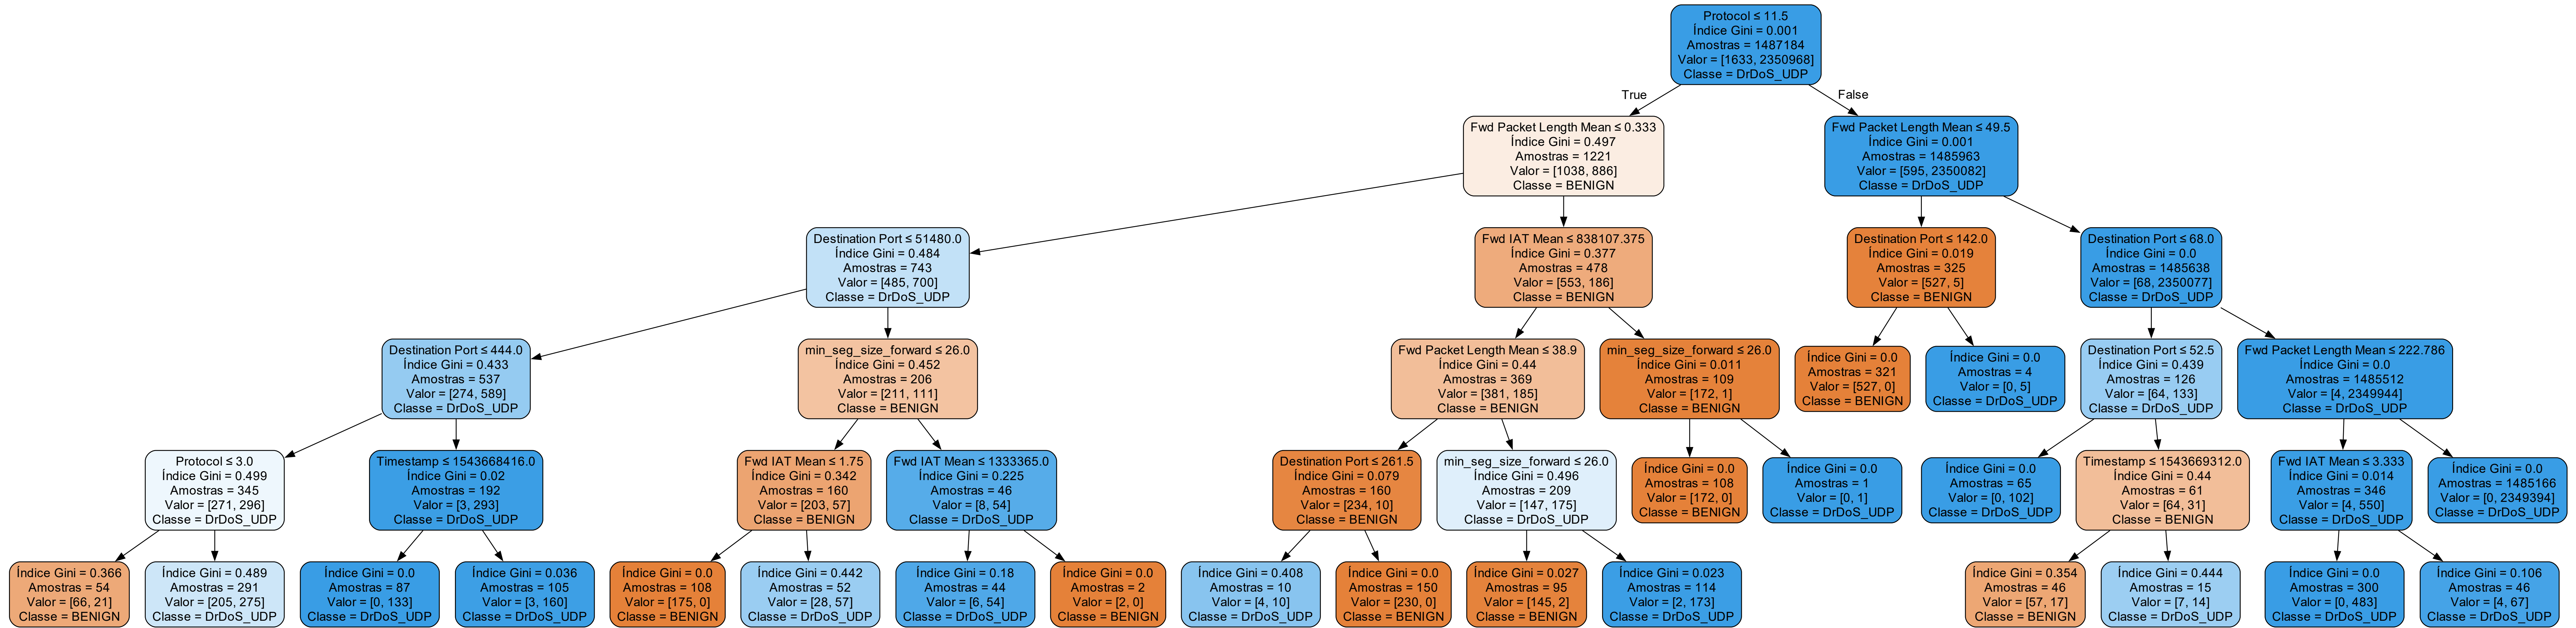 Protocol ≤ 11.5
Índice Gini = 0.001
Amostras = 1487184
Valor = [1633, 2350968]
Classe = DrDoS_UDP
True
False
Fwd Packet Length Mean ≤ 0.333
Índice Gini = 0.497
Amostras = 1221
Valor = [1038, 886]
Classe = BENIGN
Fwd Packet Length Mean ≤ 49.5
Índice Gini = 0.001
Amostras = 1485963
Valor = [595, 2350082]
Classe = DrDoS_UDP
Destination Port ≤ 51480.0
Índice Gini = 0.484
Amostras = 743
Valor = [485, 700]
Classe = DrDoS_UDP
Fwd IAT Mean ≤ 838107.375
Índice Gini = 0.377
Amostras = 478
Valor = [553, 186]
Classe = BENIGN
Destination Port ≤ 142.0
Índice Gini = 0.019
Amostras = 325
Valor = [527, 5]
Classe = BENIGN
Destination Port ≤ 68.0
Índice Gini = 0.0
Amostras = 1485638
Valor = [68, 2350077]
Classe = DrDoS_UDP
Destination Port ≤ 444.0
Índice Gini = 0.433
Amostras = 537
Valor = [274, 589]
Classe = DrDoS_UDP
min_seg_size_forward ≤ 26.0
Índice Gini = 0.452
Amostras = 206
Valor = [211, 111]
Classe = BENIGN
Fwd Packet Length Mean ≤ 38.9
Índice Gini = 0.44
Amostras = 369
Valor = [381, 185]
Classe = BENIGN
min_seg_size_forward ≤ 26.0
Índice Gini = 0.011
Amostras = 109
Valor = [172, 1]
Classe = BENIGN
Índice Gini = 0.0
Amostras = 321
Valor = [527, 0]
Classe = BENIGN
Índice Gini = 0.0
Amostras = 4
Valor = [0, 5]
Classe = DrDoS_UDP
Destination Port ≤ 52.5
Índice Gini = 0.439
Amostras = 126
Valor = [64, 133]
Classe = DrDoS_UDP
Fwd Packet Length Mean ≤ 222.786
Índice Gini = 0.0
Amostras = 1485512
Valor = [4, 2349944]
Classe = DrDoS_UDP
Protocol ≤ 3.0
Índice Gini = 0.499
Amostras = 345
Valor = [271, 296]
Classe = DrDoS_UDP
Timestamp ≤ 1543668416.0
Índice Gini = 0.02
Amostras = 192
Valor = [3, 293]
Classe = DrDoS_UDP
Fwd IAT Mean ≤ 1.75
Índice Gini = 0.342
Amostras = 160
Valor = [203, 57]
Classe = BENIGN
Fwd IAT Mean ≤ 1333365.0
Índice Gini = 0.225
Amostras = 46
Valor = [8, 54]
Classe = DrDoS_UDP
Destination Port ≤ 261.5
Índice Gini = 0.079
Amostras = 160
Valor = [234, 10]
Classe = BENIGN
min_seg_size_forward ≤ 26.0
Índice Gini = 0.496
Amostras = 209
Valor = [147, 175]
Classe = DrDoS_UDP
Índice Gini = 0.0
Amostras = 108
Valor = [172, 0]
Classe = BENIGN
Índice Gini = 0.0
Amostras = 1
Valor = [0, 1]
Classe = DrDoS_UDP
Índice Gini = 0.0
Amostras = 65
Valor = [0, 102]
Classe = DrDoS_UDP
Timestamp ≤ 1543669312.0
Índice Gini = 0.44
Amostras = 61
Valor = [64, 31]
Classe = BENIGN
Fwd IAT Mean ≤ 3.333
Índice Gini = 0.014
Amostras = 346
Valor = [4, 550]
Classe = DrDoS_UDP
Índice Gini = 0.0
Amostras = 1485166
Valor = [0, 2349394]
Classe = DrDoS_UDP
Índice Gini = 0.366
Amostras = 54
Valor = [66, 21]
Classe = BENIGN
Índice Gini = 0.489
Amostras = 291
Valor = [205, 275]
Classe = DrDoS_UDP
Índice Gini = 0.0
Amostras = 87
Valor = [0, 133]
Classe = DrDoS_UDP
Índice Gini = 0.036
Amostras = 105
Valor = [3, 160]
Classe = DrDoS_UDP
Índice Gini = 0.0
Amostras = 108
Valor = [175, 0]
Classe = BENIGN
Índice Gini = 0.442
Amostras = 52
Valor = [28, 57]
Classe = DrDoS_UDP
Índice Gini = 0.18
Amostras = 44
Valor = [6, 54]
Classe = DrDoS_UDP
Índice Gini = 0.0
Amostras = 2
Valor = [2, 0]
Classe = BENIGN
Índice Gini = 0.408
Amostras = 10
Valor = [4, 10]
Classe = DrDoS_UDP
Índice Gini = 0.0
Amostras = 150
Valor = [230, 0]
Classe = BENIGN
Índice Gini = 0.027
Amostras = 95
Valor = [145, 2]
Classe = BENIGN
Índice Gini = 0.023
Amostras = 114
Valor = [2, 173]
Classe = DrDoS_UDP
Índice Gini = 0.354
Amostras = 46
Valor = [57, 17]
Classe = BENIGN
Índice Gini = 0.444
Amostras = 15
Valor = [7, 14]
Classe = DrDoS_UDP
Índice Gini = 0.0
Amostras = 300
Valor = [0, 483]
Classe = DrDoS_UDP
Índice Gini = 0.106
Amostras = 46
Valor = [4, 67]
Classe = DrDoS_UDP